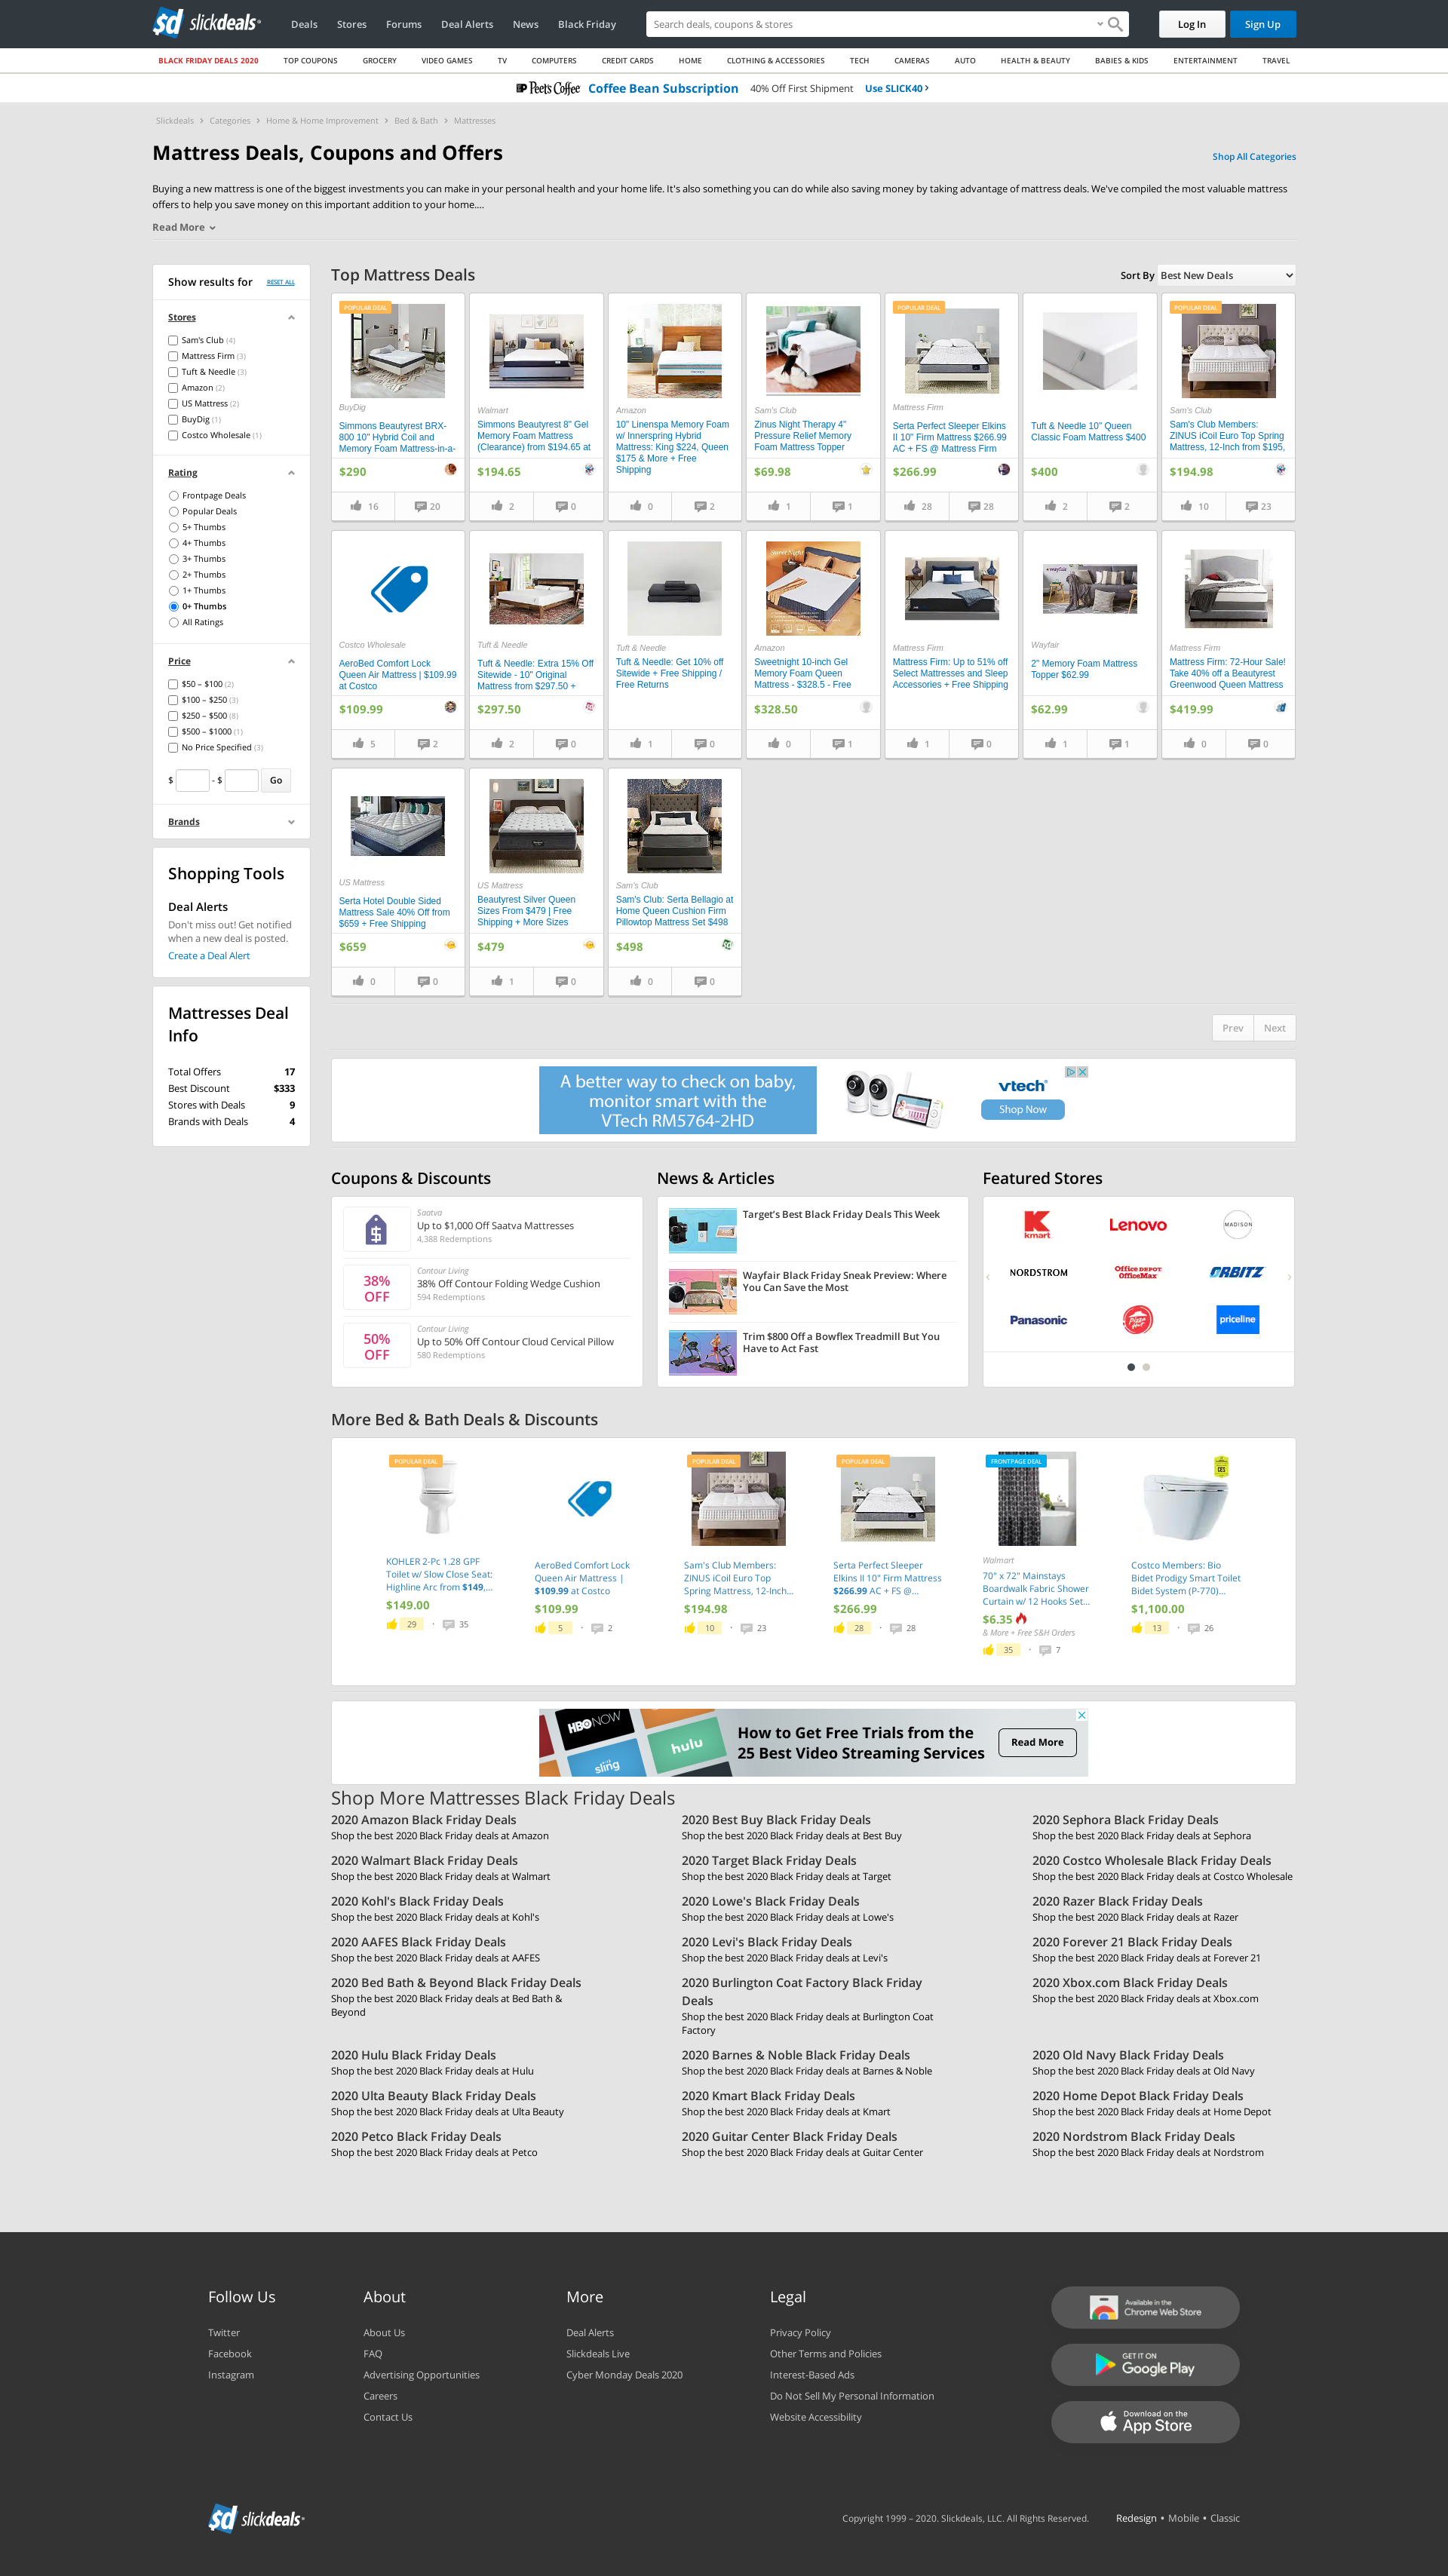 sd slickdeals
Deals Stores Forums Deal Alerts News Black Friday
Search deals, coupons & stores
Log In
Sign Up
BLACK FRIDAY DEALS 2020 TOP COUPONS GROCERY VIDEO GAMES TV COMPUTERS CREDIT CARDS HOME CLOTHING & ACCESSORIES TECH CAMERAS AUTO HEALTH & BEAUTY BABIES & KIDS ENTERTAINMENT TRAVEL
Peet's Coffee Coffee Bean Subscription 40% Off First Shipment Use SLICK40 ›
Slickdeals › Categories › Home & Home Improvement › Bed & Bath › Mattresses
Mattress Deals, Coupons and Offers
Shop All Categories
Buying a new mattress is one of the biggest investments you can make in your personal health and your home life. It's also something you can do while also saving money by taking advantage of mattress deals. We've compiled the most valuable mattress
offers to help you save money on this important addition to your home....
Read More
Show results for RESET ALL
Stores
Sam's Club (4)
Mattress Firm (3)
Tuft & Needle (3)
Amazon (2)
US Mattress (2)
BuyDig (1)
Costco Wholesale (1)
Rating
Frontpage Deals
Popular Deals
5+ Thumbs
4+ Thumbs
3+ Thumbs
2+ Thumbs
1+ Thumbs
0+ Thumbs
All Ratings
Price
$50 – $100 (2)
$100 – $250 (3)
$250 – $500 (8)
$500 – $1000 (1)
No Price Specified (3)
$ - $ Go
Brands
Shopping Tools
Deal Alerts
Don't miss out! Get notified
when a new deal is posted.
Create a Deal Alert
Mattresses Deal
Info
Total Offers 17
Best Discount $333
Stores with Deals 9
Brands with Deals 4
Top Mattress Deals
Sort By Best New Deals
POPULAR DEAL
BuyDig
Simmons Beautyrest BRX-
800 10" Hybrid Coil and
Memory Foam Mattress-in-a-
$290
16 20
Walmart
Simmons Beautyrest 8" Gel
Memory Foam Mattress
(Clearance) from $194.65 at
$194.65
2 0
Amazon
10" Linenspa Memory Foam
w/ Innerspring Hybrid
Mattress: King $224, Queen
$175 & More + Free
Shipping
0 2
Sam's Club
Zinus Night Therapy 4"
Pressure Relief Memory
Foam Mattress Topper
$69.98
1 1
POPULAR DEAL
Mattress Firm
Serta Perfect Sleeper Elkins
II 10" Firm Mattress $266.99
AC + FS @ Mattress Firm
$266.99
28 28
Tuft & Needle 10" Queen
Classic Foam Mattress $400
$400
2 2
POPULAR DEAL
Sam's Club
Sam's Club Members:
ZINUS iCoil Euro Top Spring
Mattress, 12-Inch from $195,
$194.98
10 23
Costco Wholesale
AeroBed Comfort Lock
Queen Air Mattress | $109.99
at Costco
$109.99
5 2
Tuft & Needle
Tuft & Needle: Extra 15% Off
Sitewide - 10" Original
Mattress from $297.50 +
$297.50
2 0
Tuft & Needle
Tuft & Needle: Get 10% off
Sitewide + Free Shipping /
Free Returns
1 0
Amazon
Sweetnight 10-inch Gel
Memory Foam Queen
Mattress - $328.5 - Free
$328.50
0 1
Mattress Firm
Mattress Firm: Up to 51% off
Select Mattresses and Sleep
Accessories + Free Shipping
1 0
wayfair
Wayfair
2" Memory Foam Mattress
Topper $62.99
$62.99
1 1
Mattress Firm
Mattress Firm: 72-Hour Sale!
Take 40% off a Beautyrest
Greenwood Queen Mattress
$419.99
0 0
US Mattress
Serta Hotel Double Sided
Mattress Sale 40% Off from
$659 + Free Shipping
$659
0 0
US Mattress
Beautyrest Silver Queen
Sizes From $479 | Free
Shipping + More Sizes
$479
1 0
Sam's Club
Sam's Club: Serta Bellagio at
Home Queen Cushion Firm
Pillowtop Mattress Set $498
$498
0 0
Prev Next
A better way to check on baby,
monitor smart with the
VTech RM5764-2HD
vtech
Shop Now
Coupons & Discounts
Saatva
Up to $1,000 Off Saatva Mattresses
4,388 Redemptions
38%
OFF
Contour Living
38% Off Contour Folding Wedge Cushion
594 Redemptions
50%
OFF
Contour Living
Up to 50% Off Contour Cloud Cervical Pillow
580 Redemptions
News & Articles
Target's Best Black Friday Deals This Week
Wayfair Black Friday Sneak Preview: Where
You Can Save the Most
Trim $800 Off a Bowflex Treadmill But You
Have to Act Fast
Featured Stores
kmart Lenovo MADISON
NORDSTROM Office DEPOT OfficeMax ORBITZ
Panasonic Pizza Hut priceline
More Bed & Bath Deals & Discounts
POPULAR DEAL
KOHLER 2-Pc 1.28 GPF
Toilet w/ Slow Close Seat:
Highline Arc from $149,...
$149.00
29 · 35
AeroBed Comfort Lock
Queen Air Mattress |
$109.99 at Costco
$109.99
5 · 2
POPULAR DEAL
Sam's Club Members:
ZINUS iCoil Euro Top
Spring Mattress, 12-Inch...
$194.98
10 · 23
POPULAR DEAL
Serta Perfect Sleeper
Elkins II 10" Firm Mattress
$266.99 AC + FS @...
$266.99
28 · 28
FRONTPAGE DEAL
Walmart
70" x 72" Mainstays
Boardwalk Fabric Shower
Curtain w/ 12 Hooks Set...
$6.35
& More + Free S&H Orders
35 · 7
Costco Members: Bio
Bidet Prodigy Smart Toilet
Bidet System (P-770)...
$1,100.00
13 · 26
HBO NOW
hulu
sling
How to Get Free Trials from the
25 Best Video Streaming Services
Read More
Shop More Mattresses Black Friday Deals
2020 Amazon Black Friday Deals
Shop the best 2020 Black Friday deals at Amazon
2020 Best Buy Black Friday Deals
Shop the best 2020 Black Friday deals at Best Buy
2020 Sephora Black Friday Deals
Shop the best 2020 Black Friday deals at Sephora
2020 Walmart Black Friday Deals
Shop the best 2020 Black Friday deals at Walmart
2020 Target Black Friday Deals
Shop the best 2020 Black Friday deals at Target
2020 Costco Wholesale Black Friday Deals
Shop the best 2020 Black Friday deals at Costco Wholesale
2020 Kohl's Black Friday Deals
Shop the best 2020 Black Friday deals at Kohl's
2020 Lowe's Black Friday Deals
Shop the best 2020 Black Friday deals at Lowe's
2020 Razer Black Friday Deals
Shop the best 2020 Black Friday deals at Razer
2020 AAFES Black Friday Deals
Shop the best 2020 Black Friday deals at AAFES
2020 Levi's Black Friday Deals
Shop the best 2020 Black Friday deals at Levi's
2020 Forever 21 Black Friday Deals
Shop the best 2020 Black Friday deals at Forever 21
2020 Bed Bath & Beyond Black Friday Deals
Shop the best 2020 Black Friday deals at Bed Bath &
Beyond
2020 Burlington Coat Factory Black Friday
Deals
Shop the best 2020 Black Friday deals at Burlington Coat
Factory
2020 Xbox.com Black Friday Deals
Shop the best 2020 Black Friday deals at Xbox.com
2020 Hulu Black Friday Deals
Shop the best 2020 Black Friday deals at Hulu
2020 Barnes & Noble Black Friday Deals
Shop the best 2020 Black Friday deals at Barnes & Noble
2020 Old Navy Black Friday Deals
Shop the best 2020 Black Friday deals at Old Navy
2020 Ulta Beauty Black Friday Deals
Shop the best 2020 Black Friday deals at Ulta Beauty
2020 Kmart Black Friday Deals
Shop the best 2020 Black Friday deals at Kmart
2020 Home Depot Black Friday Deals
Shop the best 2020 Black Friday deals at Home Depot
2020 Petco Black Friday Deals
Shop the best 2020 Black Friday deals at Petco
2020 Guitar Center Black Friday Deals
Shop the best 2020 Black Friday deals at Guitar Center
2020 Nordstrom Black Friday Deals
Shop the best 2020 Black Friday deals at Nordstrom
Follow Us
Twitter
Facebook
Instagram
About
About Us
FAQ
Advertising Opportunities
Careers
Contact Us
More
Deal Alerts
Slickdeals Live
Cyber Monday Deals 2020
Legal
Privacy Policy
Other Terms and Policies
Interest-Based Ads
Do Not Sell My Personal Information
Website Accessibility
Available in the
Chrome Web Store
GET IT ON
Google Play
Download on the
App Store
sd slickdeals
Copyright 1999 – 2020. Slickdeals, LLC. All Rights Reserved. Redesign • Mobile • Classic